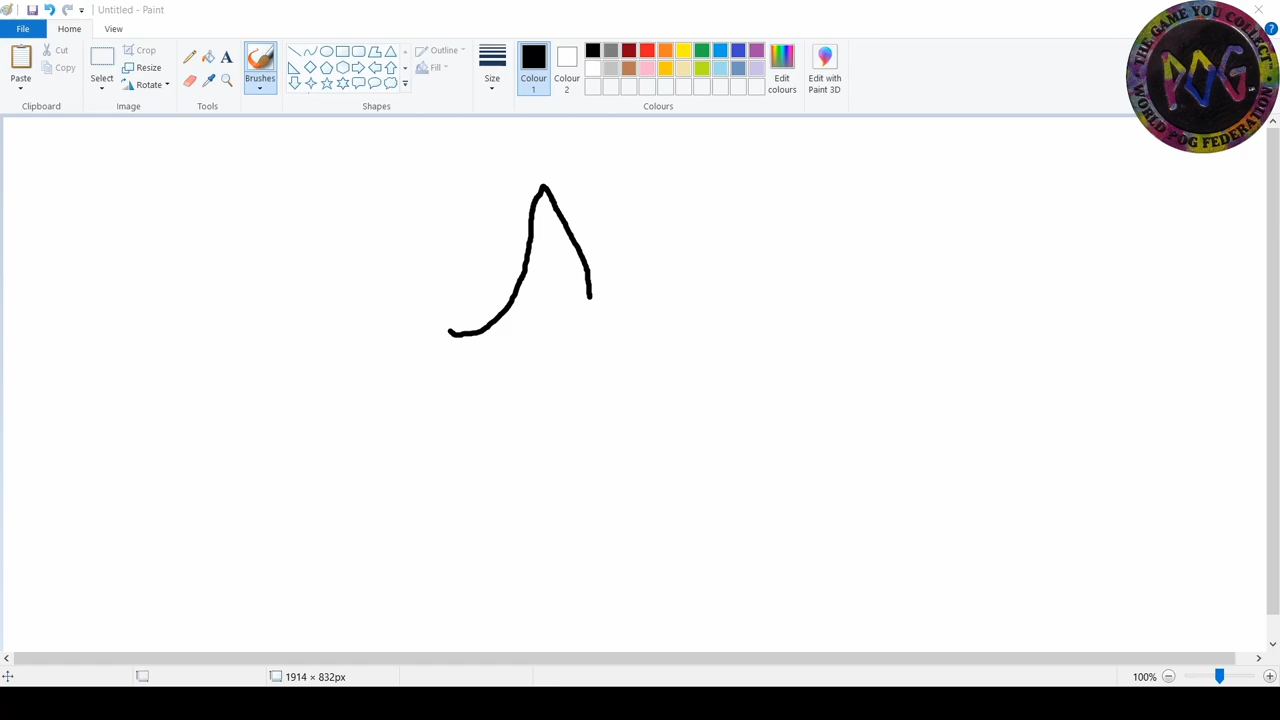 Untitled - Paint
File Home View
Paste
Cut
Copy
Clipboard
Select
Crop
Resize
Rotate
Image
Tools
Brushes
Shapes
Outline
Fill
Size
Colour 1
Colour 2
Colours
Edit colours
Edit with Paint 3D
THE GAME YOU COLLECT
POG
WORLD POG FEDERATION
1914 × 832px
100%